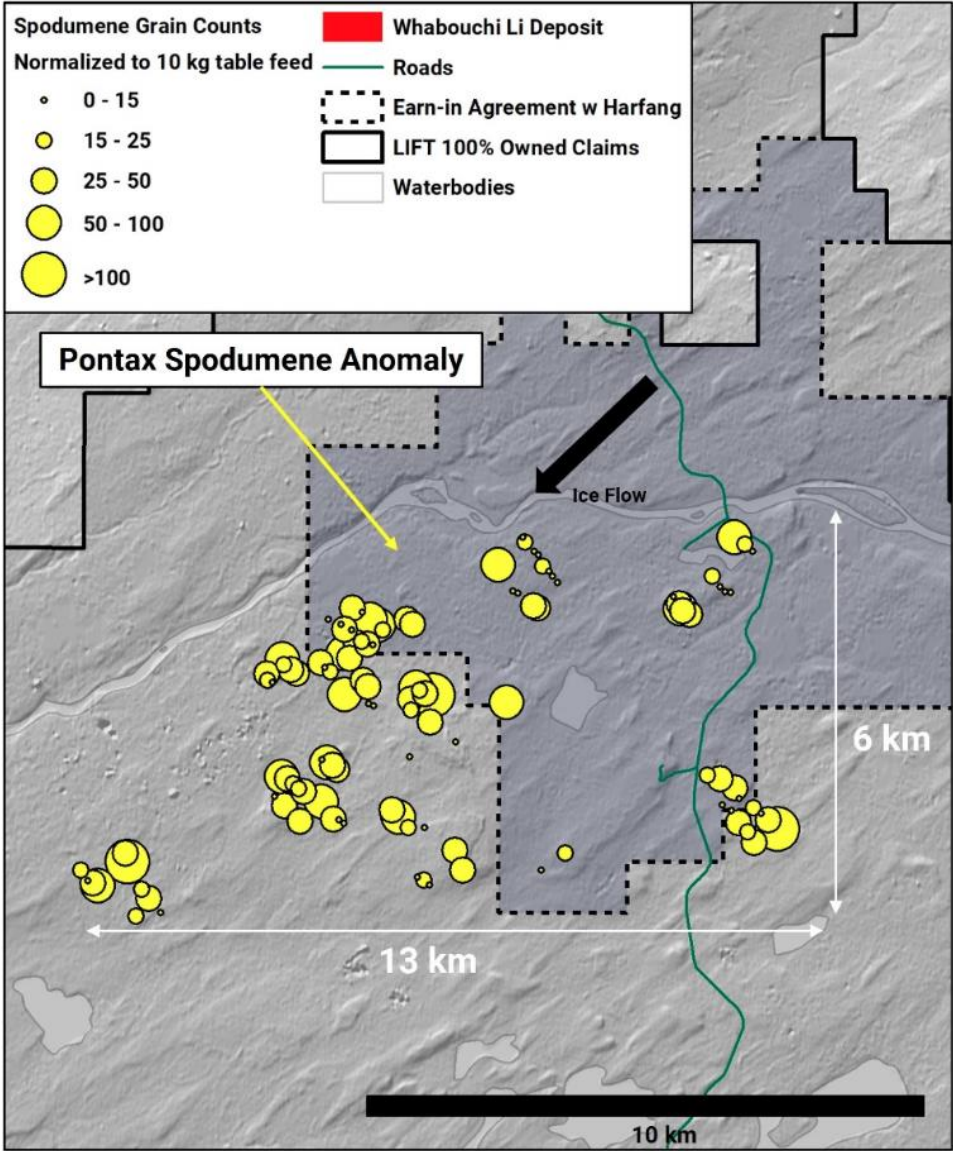 Spodumene Grain Counts
Normalized to 10 kg table feed
0 - 15
15 - 25
25 - 50
50 - 100
>100
Whabouchi Li Deposit
Roads
Earn-in Agreement w Harfang
LIFT 100% Owned Claims
Waterbodies
Pontax Spodumene Anomaly
Ice Flow
6 km
13 km
10 km